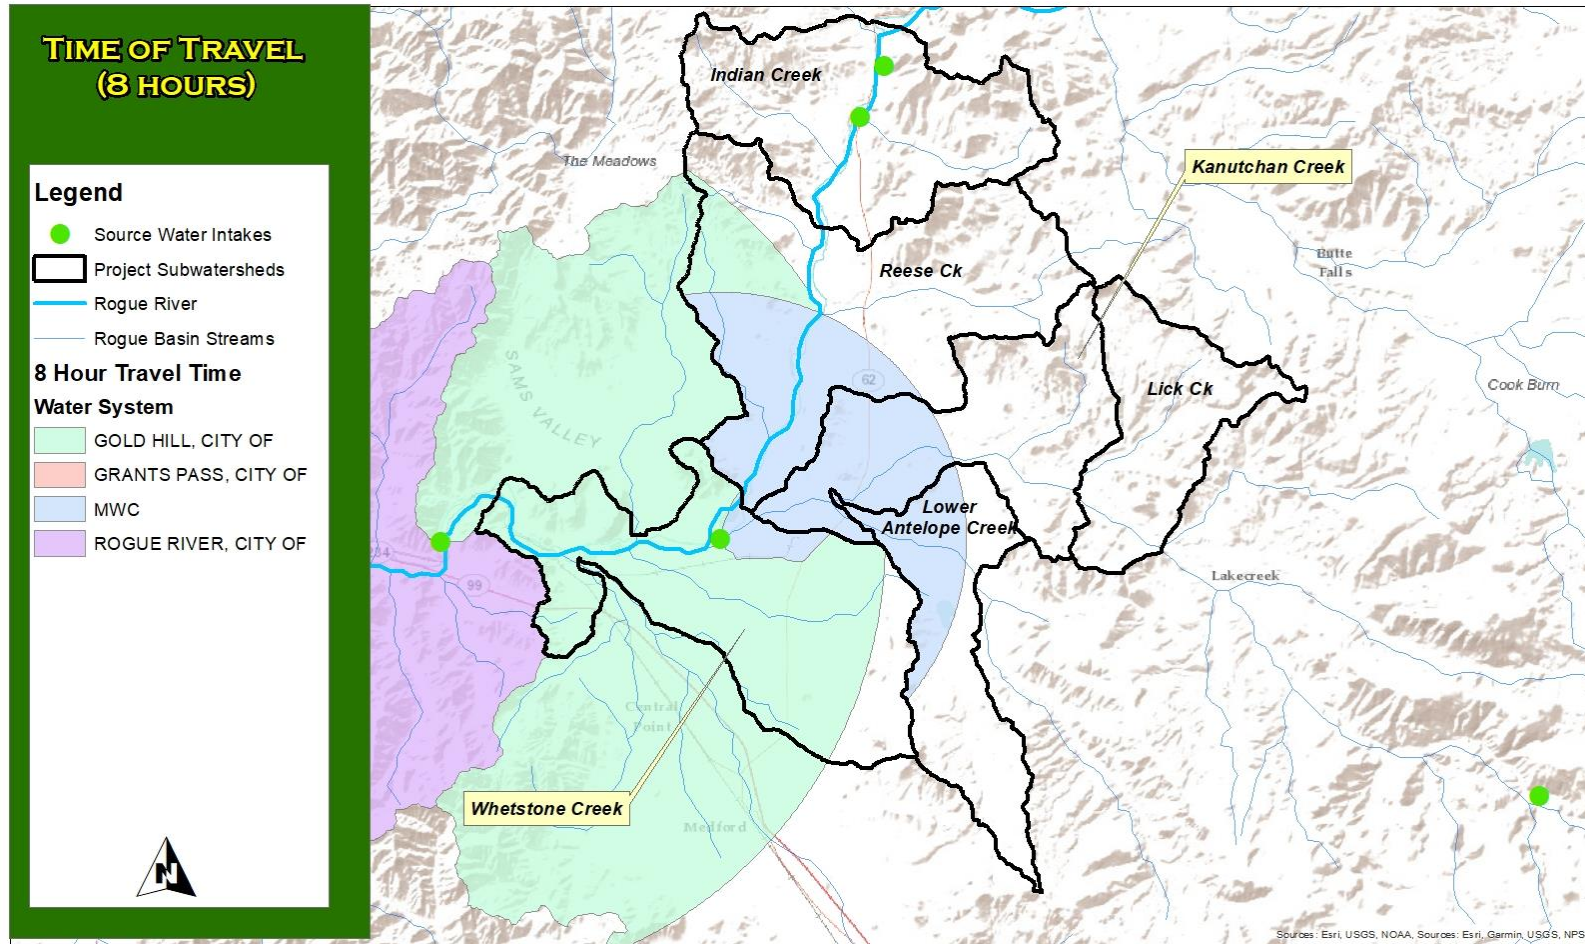 TIME OF TRAVEL
(8 HOURS)
Legend
Source Water Intakes
Project Subwatersheds
Rogue River
Rogue Basin Streams
8 Hour Travel Time
Water System
GOLD HILL, CITY OF
GRANTS PASS, CITY OF
MWC
ROGUE RIVER, CITY OF
N
Indian Creek
The Meadows
Kanutchan Creek
Reese Ck
Butte
Falls
SAMS VALLEY
62
Lick Ck
Cook Burn
Lower
Antelope Creek
234
99
Lakecreek
Central
Point
Whetstone Creek
Medford
Sources: Esri, USGS, NOAA, Sources: Esri, Garmin, USGS, NPS